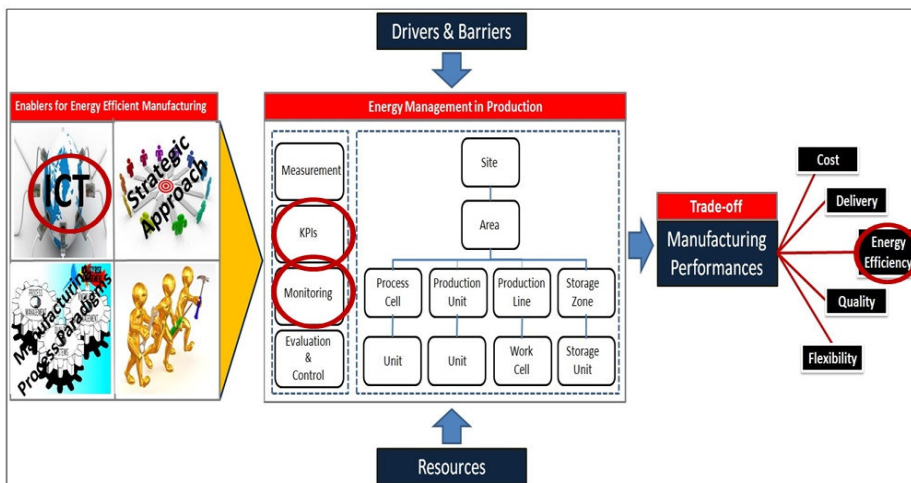 Drivers & Barriers
Enablers for Energy Efficient Manufacturing
ICT
Strategic
Approach
Manufacturing
Process Paradigms
Energy Management in Production
Measurement
KPIs
Monitoring
Evaluation
&
Control
Site
Area
Process
Cell
Production
Unit
Production
Line
Storage
Zone
Unit
Unit
Work
Cell
Storage
Unit
Trade-off
Manufacturing
Performances
Cost
Delivery
Energy
Efficiency
Quality
Flexibility
Resources